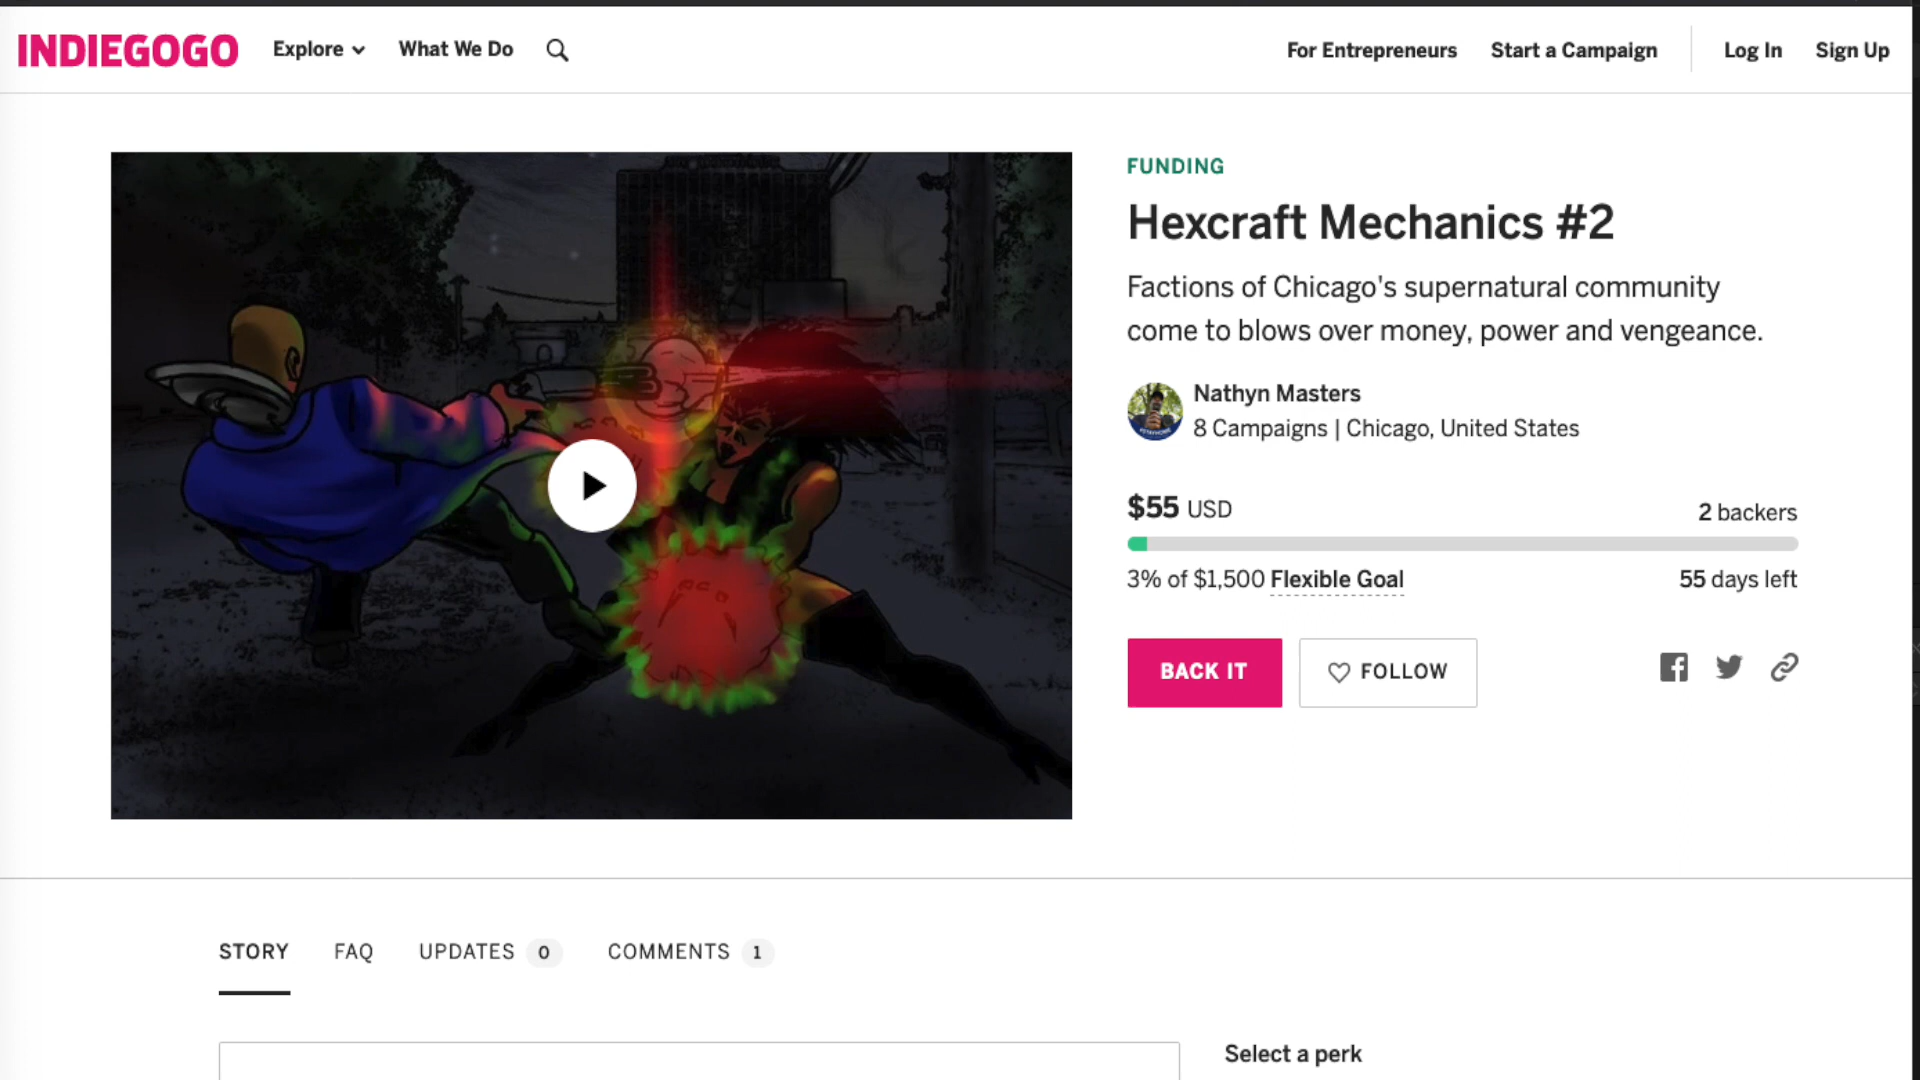 INDIEGOGO Explore What We Do For Entrepreneurs Start a Campaign Log In Sign Up
FUNDING
Hexcraft Mechanics #2
Factions of Chicago's supernatural community
come to blows over money, power and vengeance.
Nathyn Masters
8 Campaigns | Chicago, United States
$55 USD 2 backers
3% of $1,500 Flexible Goal 55 days left
BACK IT FOLLOW
STORY FAQ UPDATES 0 COMMENTS 1
Select a perk